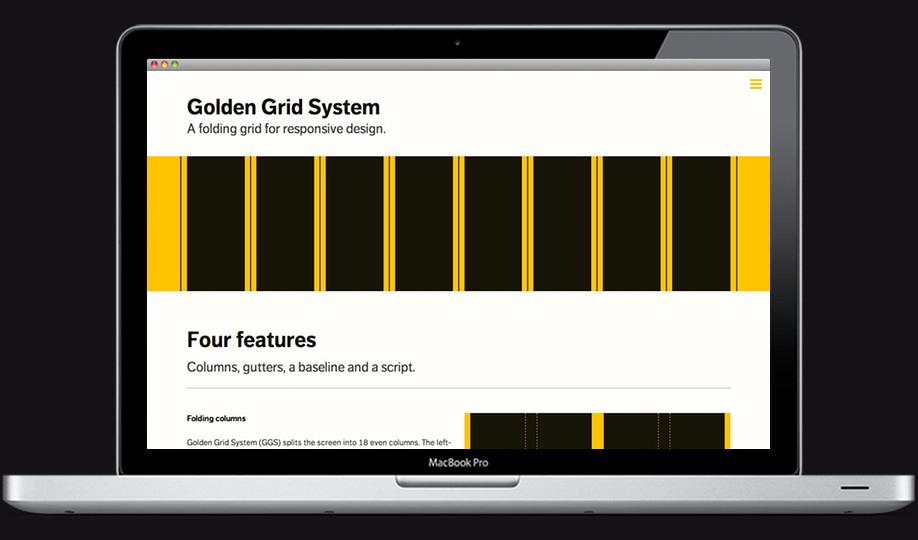 Golden Grid System
A folding grid for responsive design.
Four features
Columns, gutters, a baseline and a script.
Folding columns
Golden Grid System (GGS) splits the screen into 18 even columns. The left-
MacBook Pro